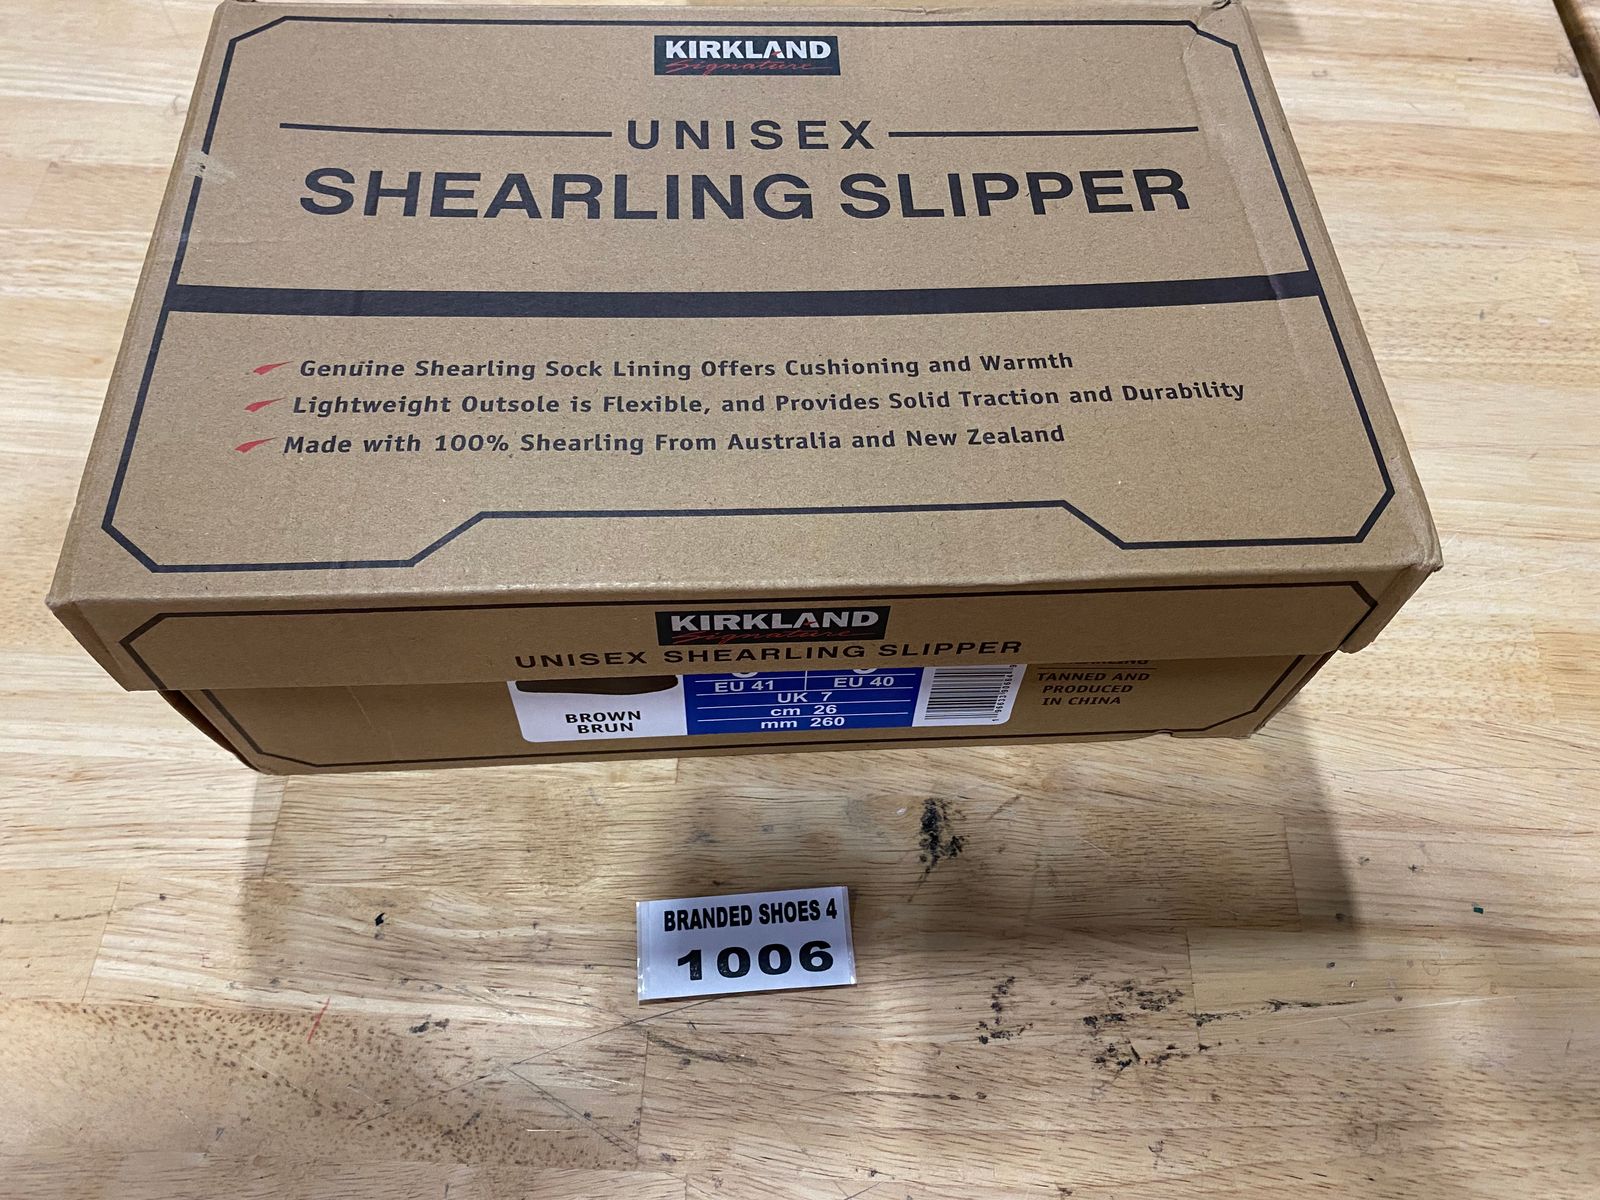 KIRKLAND
Signature
UNISEX
SHEARLING SLIPPER
Genuine Shearling Sock Lining Offers Cushioning and Warmth
Lightweight Outsole is Flexible, and Provides Solid Traction and Durability
Made with 100% Shearling From Australia and New Zealand
KIRKLAND
Signature
UNISEX SHEARLING SLIPPER
BROWN
BRUN
EU 41 EU 40
UK 7
cm 26
mm 260
TANNED AND
PRODUCED
IN CHINA
BRANDED SHOES 4
1006